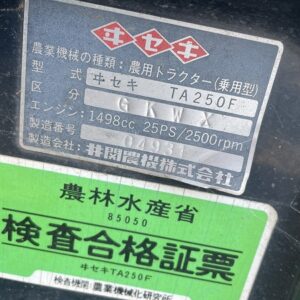 ヰセキ
農業機械の種類:農用トラクター(乗用型)
型式 ヰセキ TA250F
区分 GKWX
エンジン 1498cc 25PS/2500rpm
製造番号 04931
製造会社 井関農機株式会社
農林水産省
85050
検査合格証票
ヰセキTA250F
検査機関 農業機械化研究所